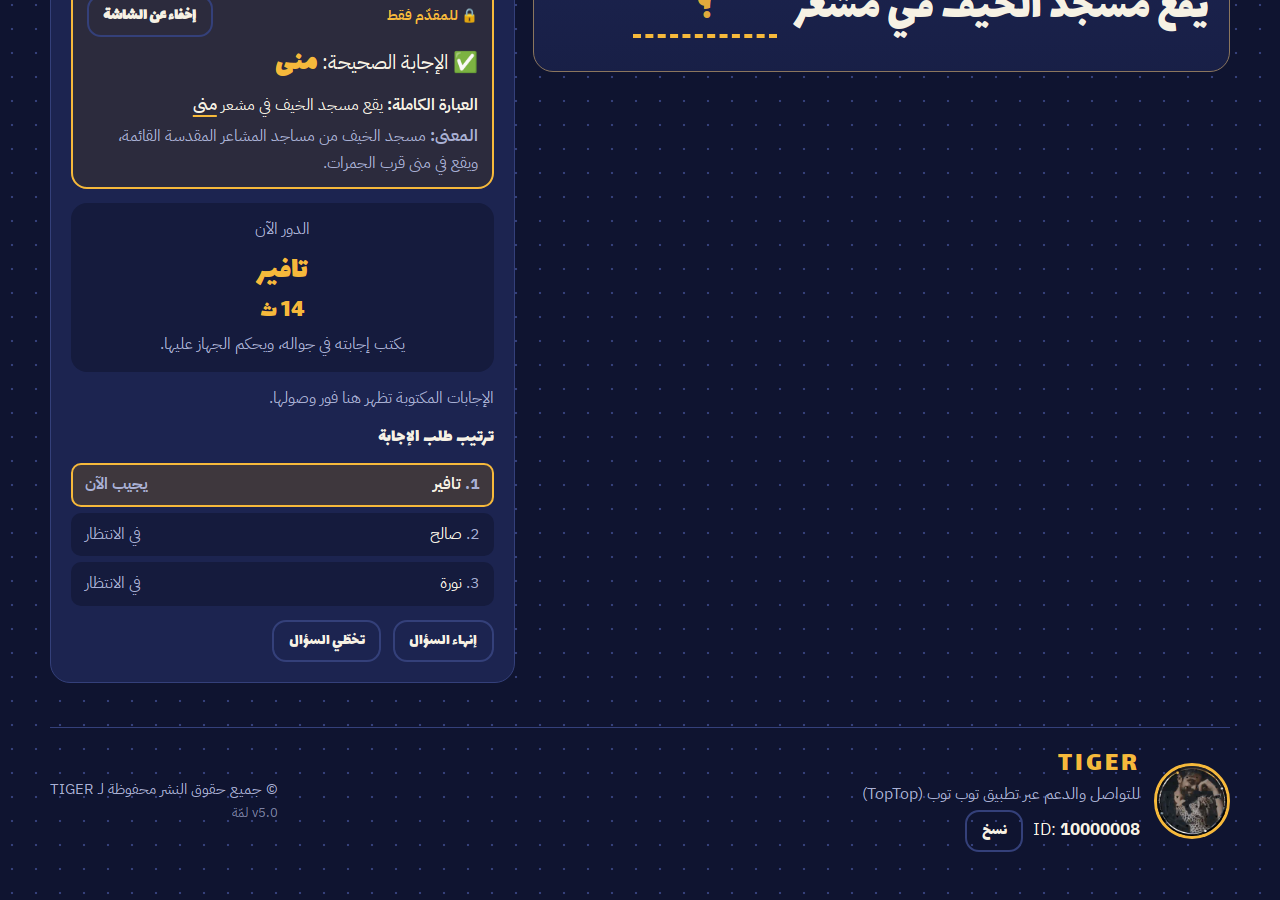 يقع مسجد الخيف في مشعر ؟
🔒 للمقدّم فقط
إخفاء عن الشاشة
✅ الإجابة الصحيحة: منى
العبارة الكاملة: يقع مسجد الخيف في مشعر منى
المعنى: مسجد الخيف من مساجد المشاعر المقدسة القائمة،
ويقع في منى قرب الجمرات.
الدور الآن
تافير
14 ث
يكتب إجابته في جواله، ويحكم الجهاز عليها.
الإجابات المكتوبة تظهر هنا فور وصولها.
ترتيب طلب الإجابة
1. تافير يجيب الآن
2. صالح في الانتظار
3. نورة في الانتظار
إنهاء السؤال تخطّي السؤال
TIGER
للتواصل والدعم عبر تطبيق توب توب (TopTop)
ID: 10000008 نسخ
© جميع حقوق النشر محفوظة لـ TIGER
لمّة v5.0